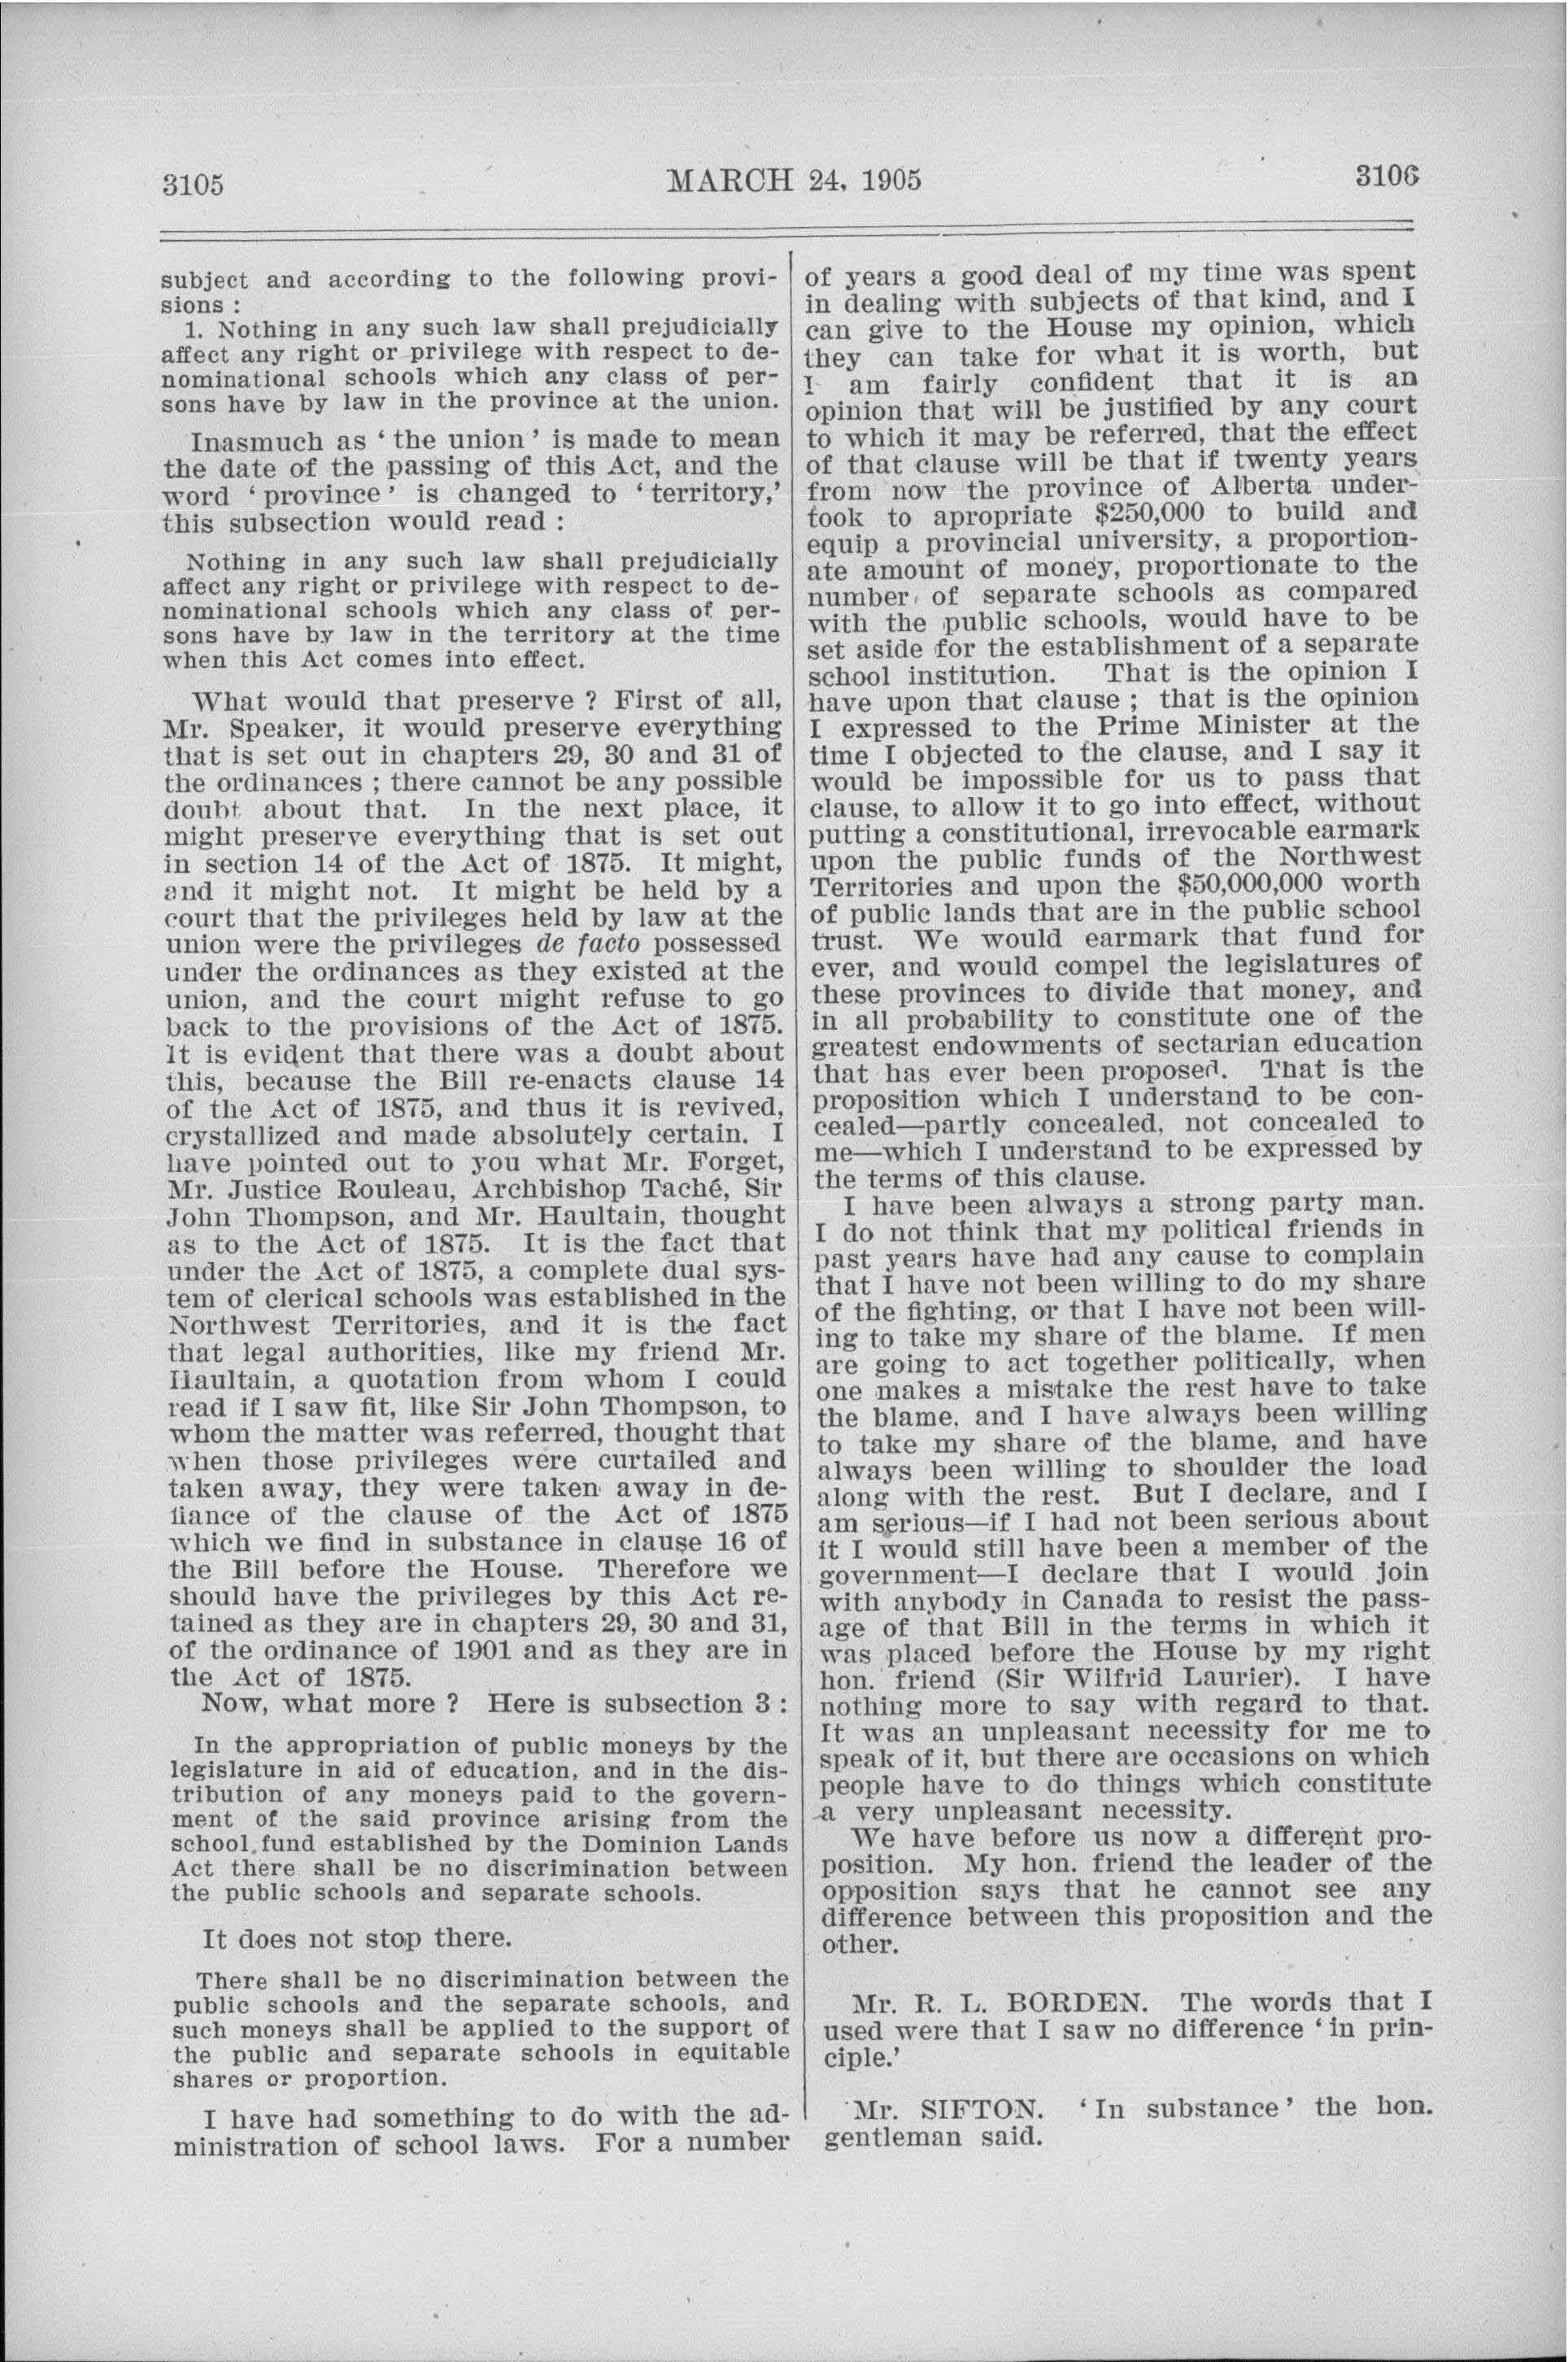 3105
MARCH 24, 1905
3106
subject and according to the following provi-
sions :
1. Nothing in any such law shall prejudicially
affect any right or privilege with respect to de-
nominational schools which any class of per-
sons have by law in the province at the union.
Inasmuch as ' the union ' is made to mean
the date of the passing of this Act, and the
word ' province ' is changed to ' territory,'
this subsection would read :
Nothing in any such law shall prejudicially
affect any right or privilege with respect to de-
nominational schools which any class of per-
sons have by law in the territory at the time
when this Act comes into effect.
What would that preserve ? First of all,
Mr. Speaker, it would preserve everything
that is set out in chapters 29, 30 and 31 of
the ordinances ; there cannot be any possible
doubt about that. In the next place, it
might preserve everything that is set out
in section 14 of the Act of 1875. It might,
and it might not. It might be held by a
court that the privileges held by law at the
union were the privileges de facto possessed
under the ordinances as they existed at the
union, and the court might refuse to go
back to the provisions of the Act of 1875.
It is evident that there was a doubt about
this, because the Bill re-enacts clause 14
of the Act of 1875, and thus it is revived,
crystallized and made absolutely certain. I
have pointed out to you what Mr. Forget,
Mr. Justice Rouleau, Archbishop Taché, Sir
John Thompson, and Mr. Haultain, thought
as to the Act of 1875. It is the fact that
under the Act of 1875, a complete dual sys-
tem of clerical schools was established in the
Northwest Territories, and it is the fact
that legal authorities, like my friend Mr.
Haultain, a quotation from whom I could
read if I saw fit, like Sir John Thompson, to
whom the matter was referred, thought that
when those privileges were curtailed and
taken away, they were taken away in de-
fiance of the clause of the Act of 1875
which we find in substance in clause 16 of
the Bill before the House. Therefore we
should have the privileges by this Act re-
tained as they are in chapters 29, 30 and 31,
of the ordinance of 1901 and as they are in
the Act of 1875.
Now, what more ? Here is subsection 3 :
In the appropriation of public moneys by the
legislature in aid of education, and in the dis-
tribution of any moneys paid to the govern-
ment of the said province arising from the
school fund established by the Dominion Lands
Act there shall be no discrimination between
the public schools and separate schools.
It does not stop there.
There shall be no discrimination between the
public schools and the separate schools, and
such moneys shall be applied to the support of
the public and separate schools in equitable
shares or proportion.
I have had something to do with the ad-
ministration of school laws. For a number
of years a good deal of my time was spent
in dealing with subjects of that kind, and I
can give to the House my opinion, which
they can take for what it is worth, but
I am fairly confident that it is an
opinion that will be justified by any court
to which it may be referred, that the effect
of that clause will be that if twenty years
from now the province of Alberta under-
took to apropriate $250,000 to build and
equip a provincial university, a proportion-
ate amount of money, proportionate to the
number of separate schools as compared
with the public schools, would have to be
set aside for the establishment of a separate
school institution. That is the opinion I
have upon that clause ; that is the opinion
I expressed to the Prime Minister at the
time I objected to the clause, and I say it
would be impossible for us to pass that
clause, to allow it to go into effect, without
putting a constitutional, irrevocable earmark
upon the public funds of the Northwest
Territories and upon the $50,000,000 worth
of public lands that are in the public school
trust. We would earmark that fund for
ever, and would compel the legislatures of
these provinces to divide that money, and
in all probability to constitute one of the
greatest endowments of sectarian education
that has ever been proposed. That is the
proposition which I understand to be con-
cealed—partly concealed, not concealed to
me—which I understand to be expressed by
the terms of this clause.
I have been always a strong party man.
I do not think that my political friends in
past years have had any cause to complain
that I have not been willing to do my share
of the fighting, or that I have not been will-
ing to take my share of the blame. If men
are going to act together politically, when
one makes a mistake the rest have to take
the blame, and I have always been willing
to take my share of the blame, and have
always been willing to shoulder the load
along with the rest. But I declare, and I
am serious—if I had not been serious about
it I would still have been a member of the
government—I declare that I would join
with anybody in Canada to resist the pass-
age of that Bill in the terms in which it
was placed before the House by my right
hon. friend (Sir Wilfrid Laurier). I have
nothing more to say with regard to that.
It was an unpleasant necessity for me to
speak of it, but there are occasions on which
people have to do things which constitute
a very unpleasant necessity.
We have before us now a different pro-
position. My hon. friend the leader of the
opposition says that he cannot see any
difference between this proposition and the
other.
Mr. R. L. BORDEN. The words that I
used were that I saw no difference ' in prin-
ciple.'
Mr. SIFTON. ' In substance ' the hon.
gentleman said.